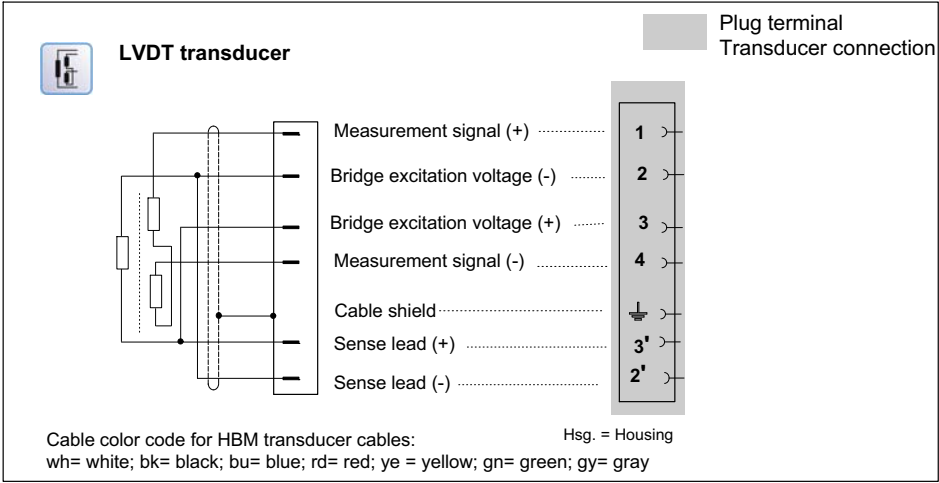 LVDT transducer
Plug terminal
Transducer connection
Measurement signal (+) 1
Bridge excitation voltage (-) 2
Bridge excitation voltage (+) 3
Measurement signal (-) 4
Cable shield
Sense lead (+) 3'
Sense lead (-) 2'
Hsg. = Housing
Cable color code for HBM transducer cables:
wh= white; bk= black; bu= blue; rd= red; ye = yellow; gn= green; gy= gray